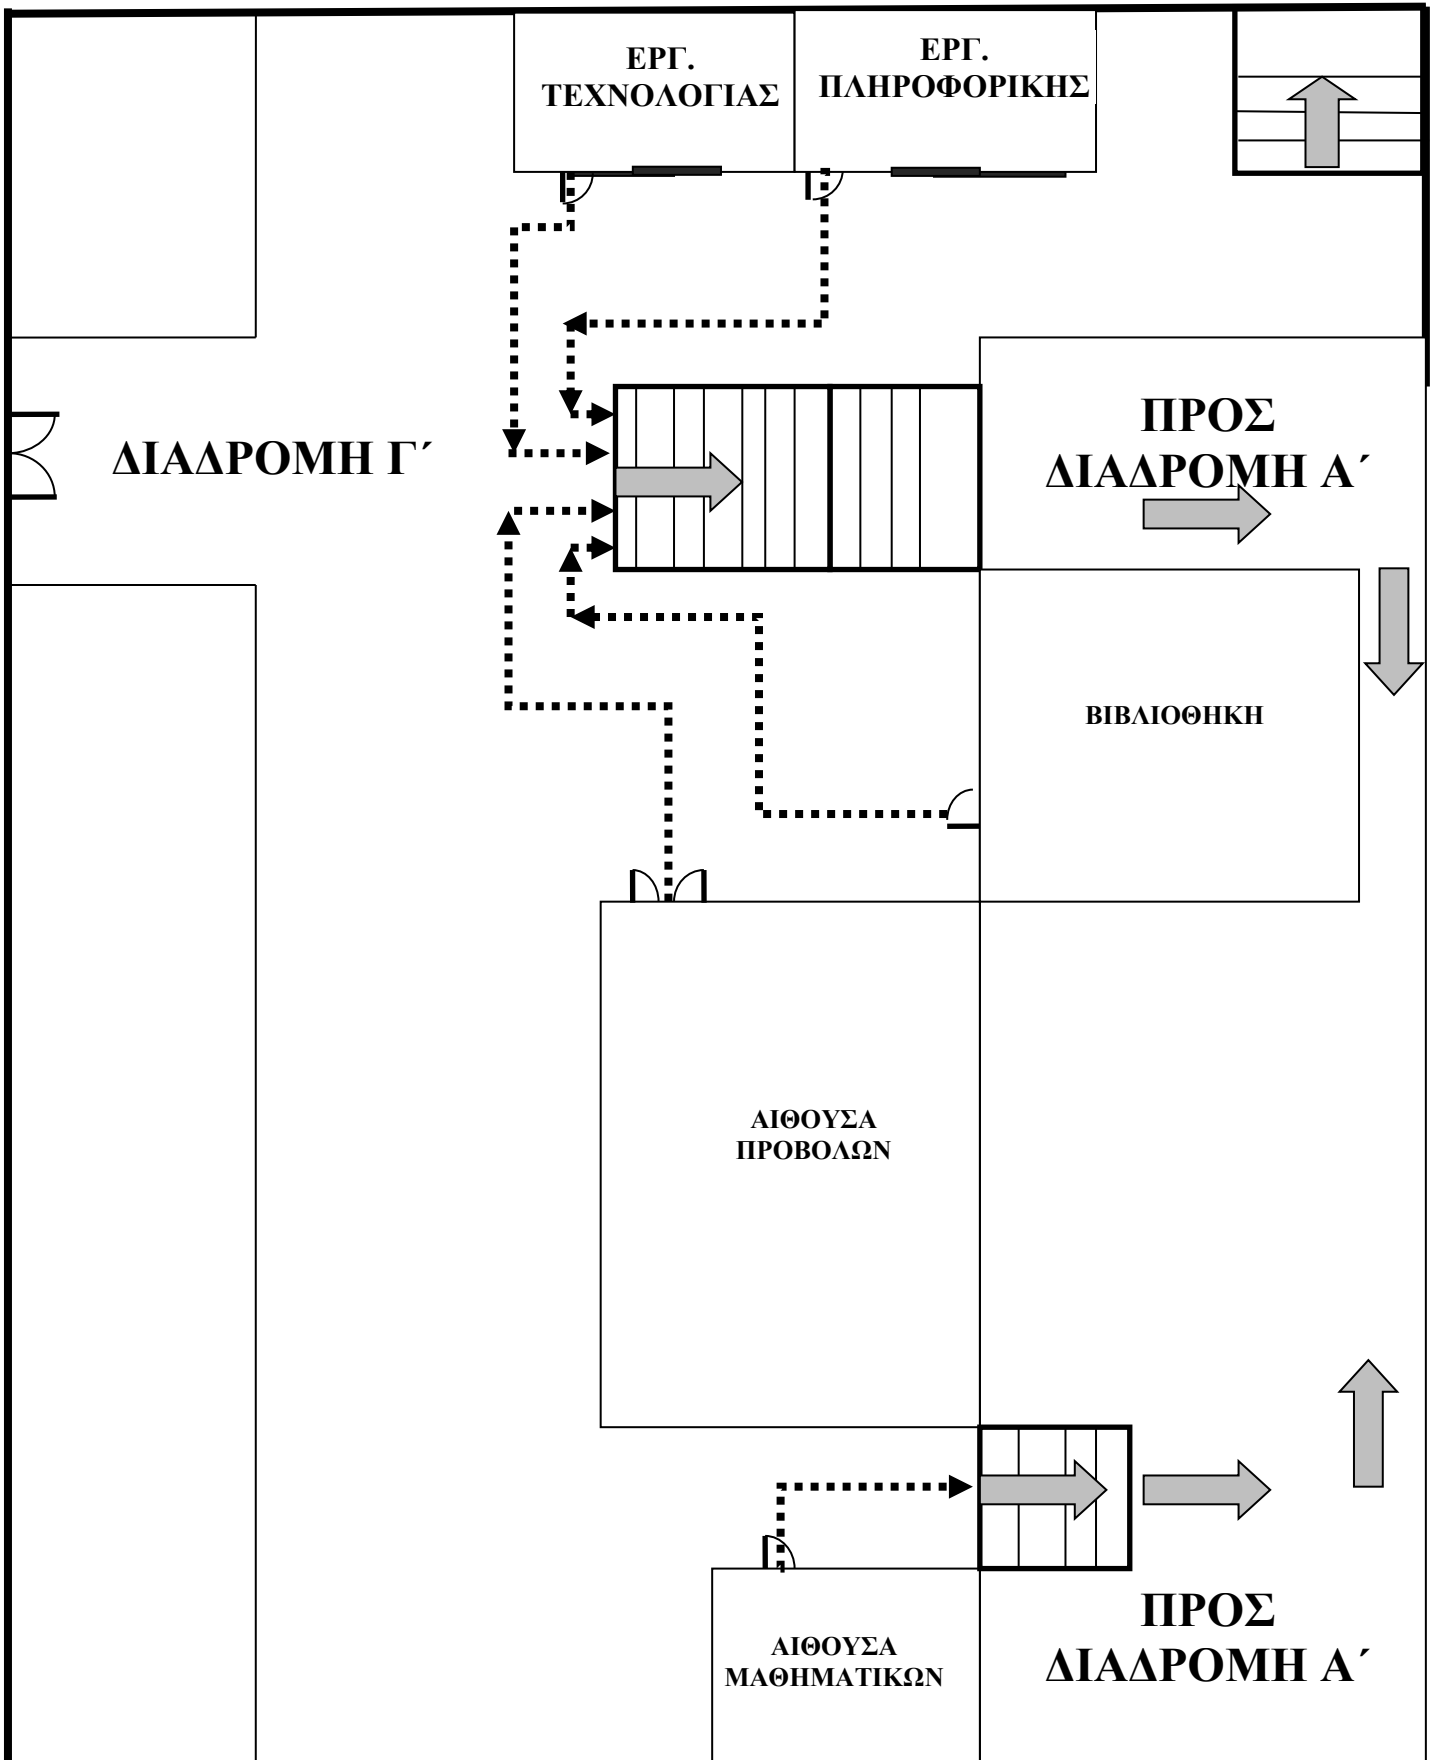 ΕΡΓ.
ΤΕΧΝΟΛΟΓΙΑΣ
ΕΡΓ.
ΠΛΗΡΟΦΟΡΙΚΗΣ
ΔΙΑΔΡΟΜΗ Γ΄
ΠΡΟΣ
ΔΙΑΔΡΟΜΗ Α΄
ΒΙΒΛΙΟΘΗΚΗ
ΑΙΘΟΥΣΑ
ΠΡΟΒΟΛΩΝ
ΑΙΘΟΥΣΑ
ΜΑΘΗΜΑΤΙΚΩΝ
ΠΡΟΣ
ΔΙΑΔΡΟΜΗ Α΄